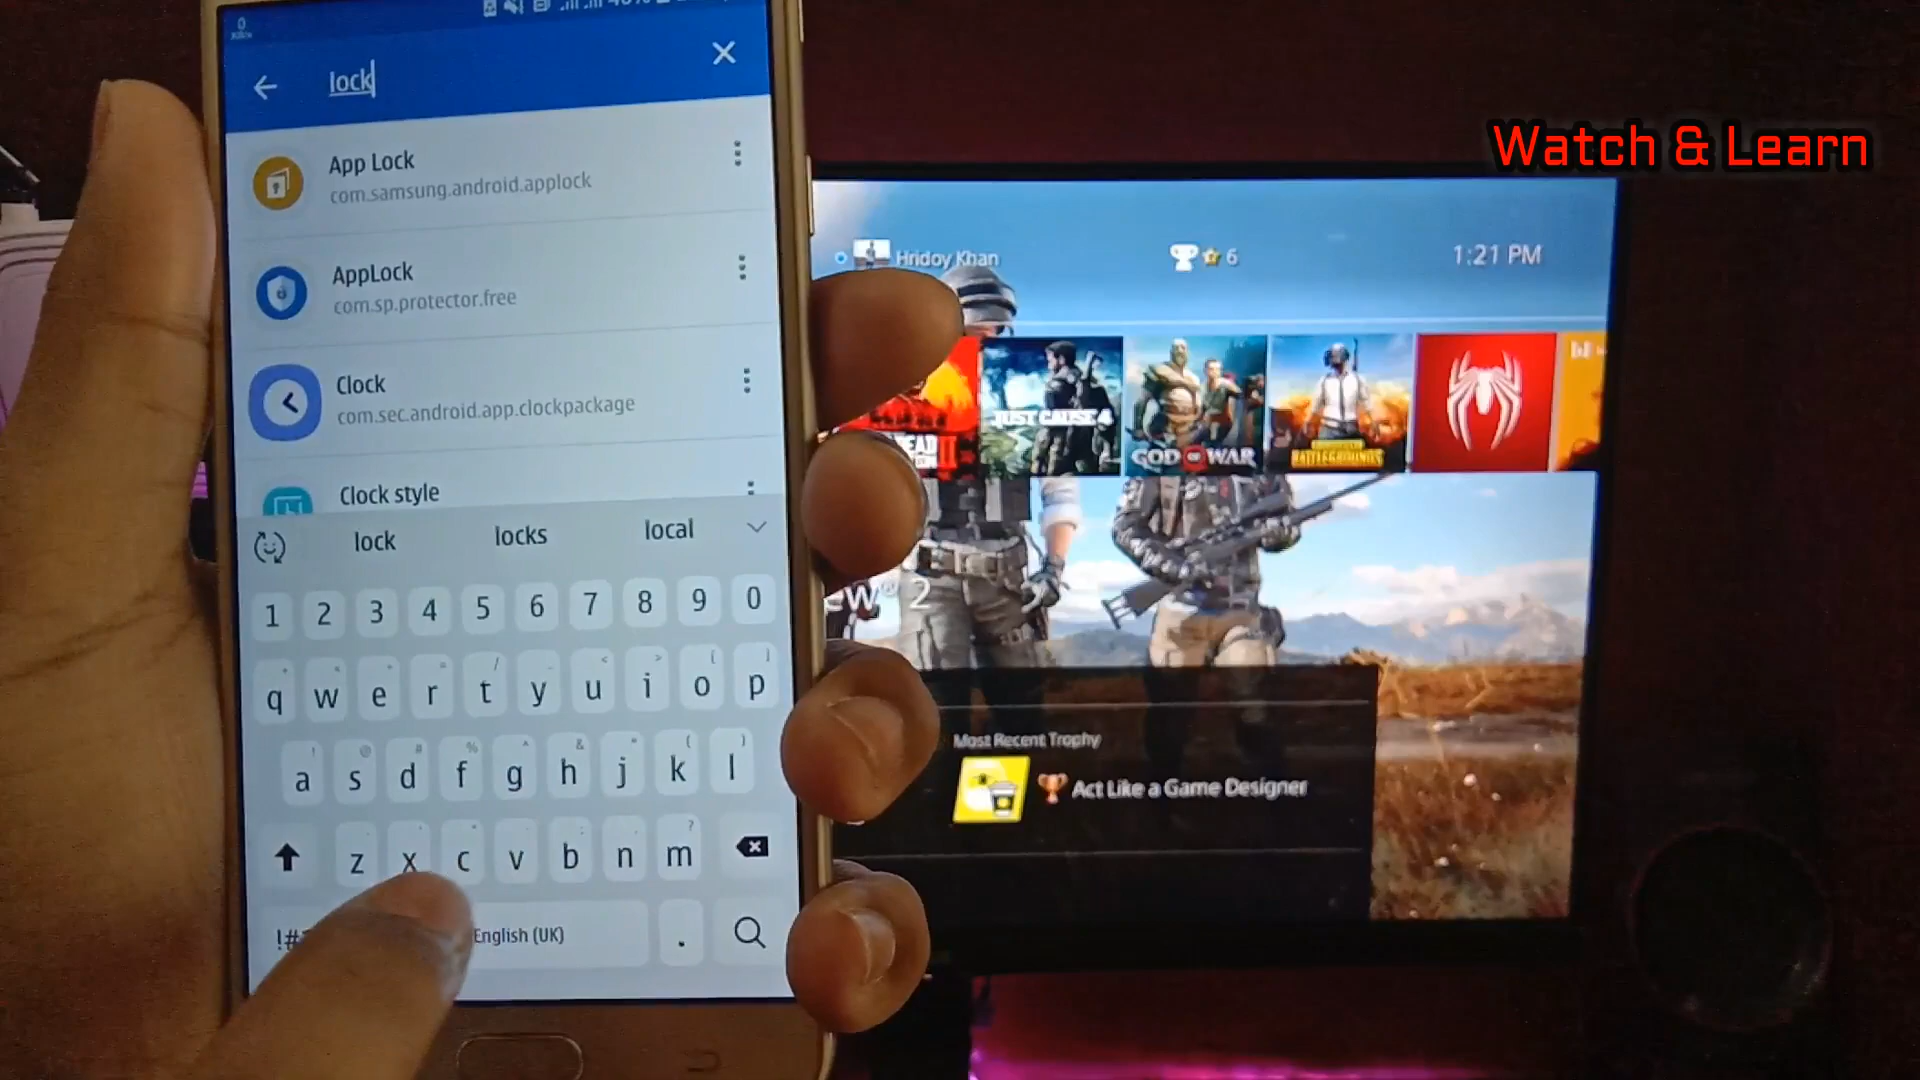 0
lock
App Lock
com.samsung.android.applock
AppLock
com.sp.protector.free
Clock
com.sec.android.app.clockpackage
Clock style
lock locks local
1 2 3 4 5 6 7 8 9 0
q w e r t y u i o p
a s d f g h j k l
z x c v b n m
!# English (UK) .
Watch & Learn
Hridoy Khan 6 1:21 PM
JUST CAUSE 4
GOD OF WAR
BATTLEGROUNDS
2
Most Recent Trophy
Act Like a Game Designer